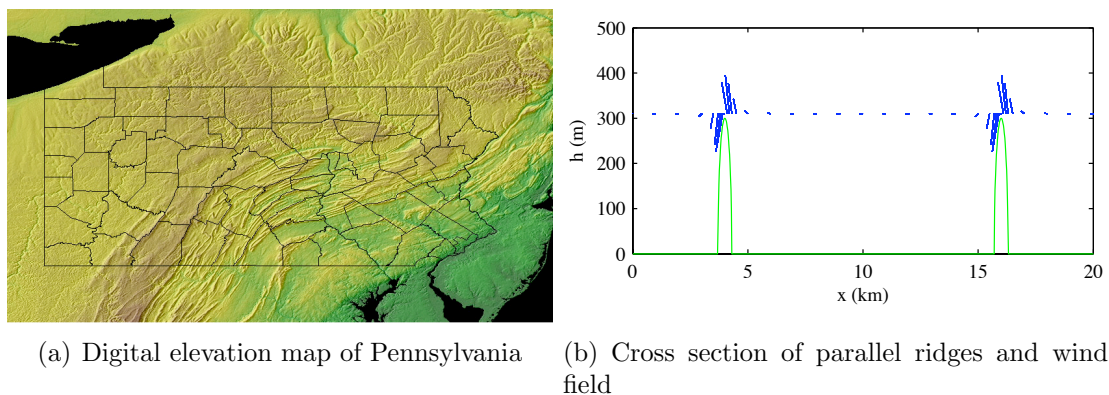 500
400
300
200
100
0
h (m)
0
5
10
15
20
x (km)
(a) Digital elevation map of Pennsylvania
(b) Cross section of parallel ridges and wind
field